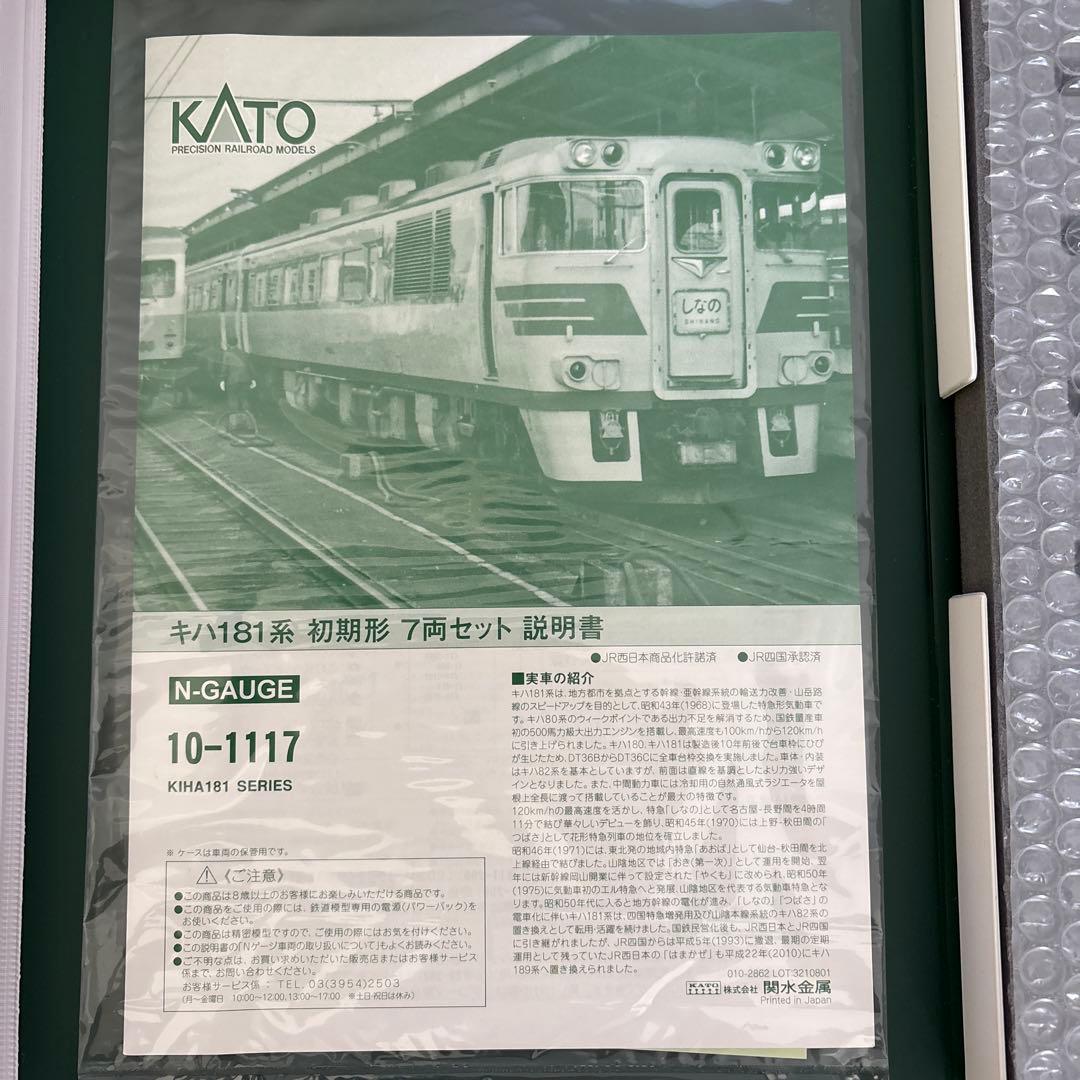 KATO
PRECISION RAILROAD MODELS
しなの
SHINANO
キハ181系 初期形 7両セット 説明書
●JR西日本商品化許諾済 ●JR四国承認済
N-GAUGE
10-1117
KIHA181 SERIES
※ ケースは車両の保管用です。
⚠《ご注意》
●この商品は8歳以上のお客様にお楽しみいただける商品です。
●この商品をご使用の際には、鉄道模型専用の電源(パワーパック)を
お使いください。
●この商品は精密模型ですので、ご使用の際にはお気を付けください。
●この説明書の「Nゲージ車両の取り扱いについて」もよくお読みください。
●ご不明な点は、お買い求めいただいた販売店またはお客様サービス
係まで、お問い合わせください。
お客様サービス係 : TEL. 03(3954)2503
(月〜金曜日 10:00〜12:00、13:00〜17:00 ※土日・祝日は休み)
■実車の紹介
キハ181系は、地方都市を拠点とする幹線・亜幹線系統の輸送力改善・山岳路
線のスピードアップを目的として、昭和43年(1968)に登場した特急形気動車で
す。キハ80系のウィークポイントである出力不足を解消するため、国鉄量産車
初の500馬力級大出力エンジンを搭載し、最高速度も100km/hから120km/h
に引き上げられました。キハ180、キハ181は製造後10年前後で台車枠にひび
が生じたため、DT36BからDT36Cに全車台枠交換を実施しました。車体・内装
はキハ82系を基本としていますが、前面は直線を基調としたより力強いデザ
インとなりました。また、中間動力車には冷却用の自然通風式ラジエータを屋
根上全長に渡って搭載していることが最大の特徴です。
120km/hの最高速度を活かし、特急「しなの」として名古屋-長野間を4時間
11分で結び華々しいデビューを飾り、昭和45年(1970)には上野-秋田間の
「つばさ」として花形特急列車の地位を確立しました。
昭和46年(1971)には、東北発の地域内特急「あおば」として仙台-秋田間を北
上線経由で結びました。山陰地区では「おき(第一次)」として運用を開始、翌
年には新幹線岡山開業に伴って設定された「やくも」に改められ、昭和50年
(1975)に気動車初のエル特急へと発展、山陰地区を代表する気動車特急とな
ります。昭和50年代に入ると地方幹線の電化が進み、「しなの」「つばさ」の
電車化に伴いキハ181系は、四国特急増発用及び山陰本線系統のキハ82系の
置き換えとして転用・活躍を続けました。国鉄民営化後も、JR西日本とJR四国
に引き継がれましたが、JR四国からは平成5年(1993)に撤退、最期の定期
運用として残っていたJR西日本の「はまかぜ」も平成22年(2010)にキハ
189系へ置き換えられました。
010-2862 LOT3210801
KATO 株式会社 関水金属
Printed in Japan